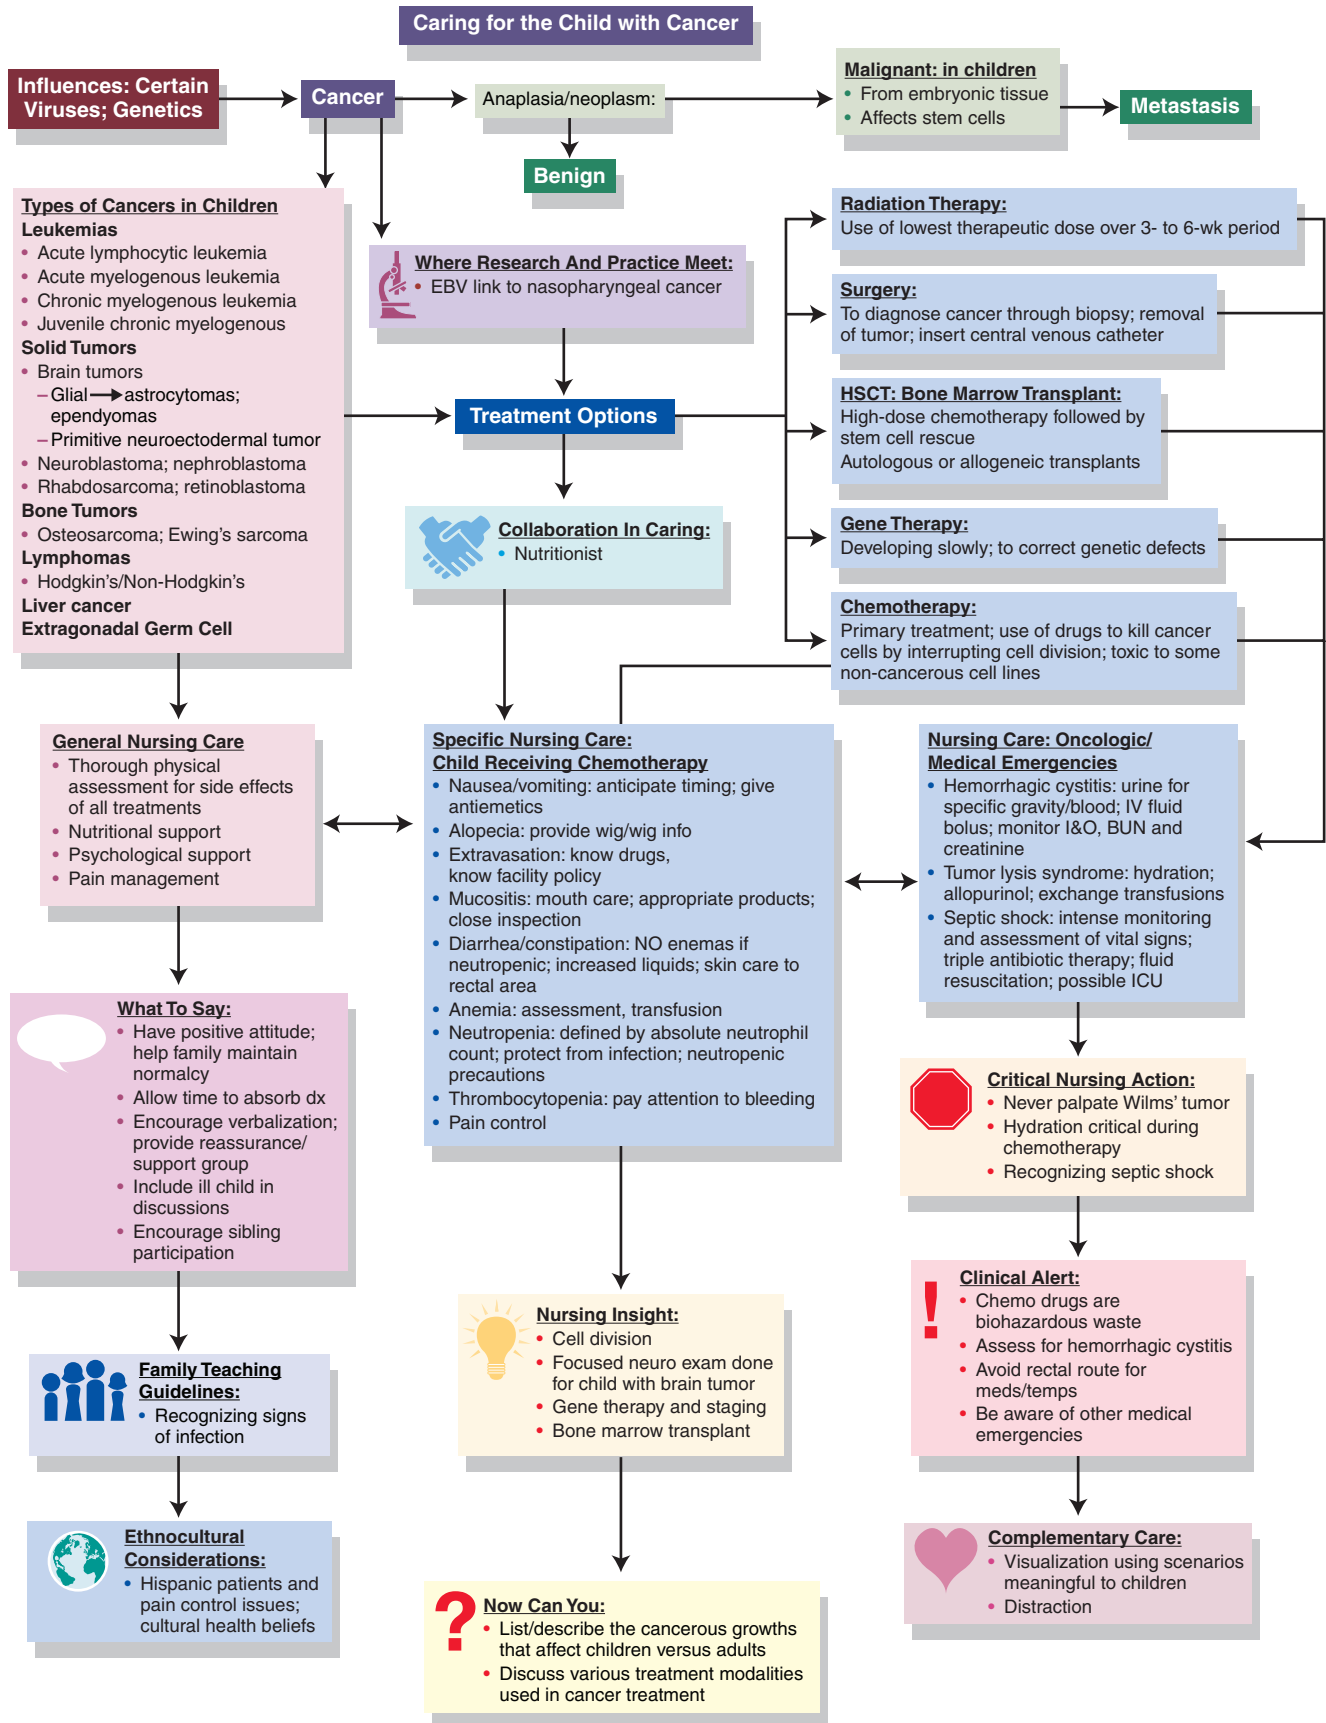 Caring for the Child with Cancer
Influences: Certain
Viruses; Genetics
Cancer
Anaplasia/neoplasm:
Benign
Malignant: in children
• From embryonic tissue
• Affects stem cells
Metastasis
Types of Cancers in Children
Leukemias
• Acute lymphocytic leukemia
• Acute myelogenous leukemia
• Chronic myelogenous leukemia
• Juvenile chronic myelogenous
Solid Tumors
• Brain tumors
– Glial → astrocytomas;
ependyomas
– Primitive neuroectodermal tumor
• Neuroblastoma; nephroblastoma
• Rhabdosarcoma; retinoblastoma
Bone Tumors
• Osteosarcoma; Ewing's sarcoma
Lymphomas
• Hodgkin's/Non-Hodgkin's
Liver cancer
Extragonadal Germ Cell
Where Research And Practice Meet:
• EBV link to nasopharyngeal cancer
Treatment Options
Collaboration In Caring:
• Nutritionist
Radiation Therapy:
Use of lowest therapeutic dose over 3- to 6-wk period
Surgery:
To diagnose cancer through biopsy; removal
of tumor; insert central venous catheter
HSCT: Bone Marrow Transplant:
High-dose chemotherapy followed by
stem cell rescue
Autologous or allogeneic transplants
Gene Therapy:
Developing slowly; to correct genetic defects
Chemotherapy:
Primary treatment; use of drugs to kill cancer
cells by interrupting cell division; toxic to some
non-cancerous cell lines
General Nursing Care
• Thorough physical
assessment for side effects
of all treatments
• Nutritional support
• Psychological support
• Pain management
What To Say:
• Have positive attitude;
help family maintain
normalcy
• Allow time to absorb dx
• Encourage verbalization;
provide reassurance/
support group
• Include ill child in
discussions
• Encourage sibling
participation
Family Teaching
Guidelines:
• Recognizing signs
of infection
Ethnocultural
Considerations:
• Hispanic patients and
pain control issues;
cultural health beliefs
Specific Nursing Care:
Child Receiving Chemotherapy
• Nausea/vomiting: anticipate timing; give
antiemetics
• Alopecia: provide wig/wig info
• Extravasation: know drugs,
know facility policy
• Mucositis: mouth care; appropriate products;
close inspection
• Diarrhea/constipation: NO enemas if
neutropenic; increased liquids; skin care to
rectal area
• Anemia: assessment, transfusion
• Neutropenia: defined by absolute neutrophil
count; protect from infection; neutropenic
precautions
• Thrombocytopenia: pay attention to bleeding
• Pain control
Nursing Insight:
• Cell division
• Focused neuro exam done
for child with brain tumor
• Gene therapy and staging
• Bone marrow transplant
Now Can You:
• List/describe the cancerous growths
that affect children versus adults
• Discuss various treatment modalities
used in cancer treatment
Nursing Care: Oncologic/
Medical Emergencies
• Hemorrhagic cystitis: urine for
specific gravity/blood; IV fluid
bolus; monitor I&O, BUN and
creatinine
• Tumor lysis syndrome: hydration;
allopurinol; exchange transfusions
• Septic shock: intense monitoring
and assessment of vital signs;
triple antibiotic therapy; fluid
resuscitation; possible ICU
Critical Nursing Action:
• Never palpate Wilms' tumor
• Hydration critical during
chemotherapy
• Recognizing septic shock
Clinical Alert:
• Chemo drugs are
biohazardous waste
• Assess for hemorrhagic cystitis
• Avoid rectal route for
meds/temps
• Be aware of other medical
emergencies
Complementary Care:
• Visualization using scenarios
meaningful to children
• Distraction